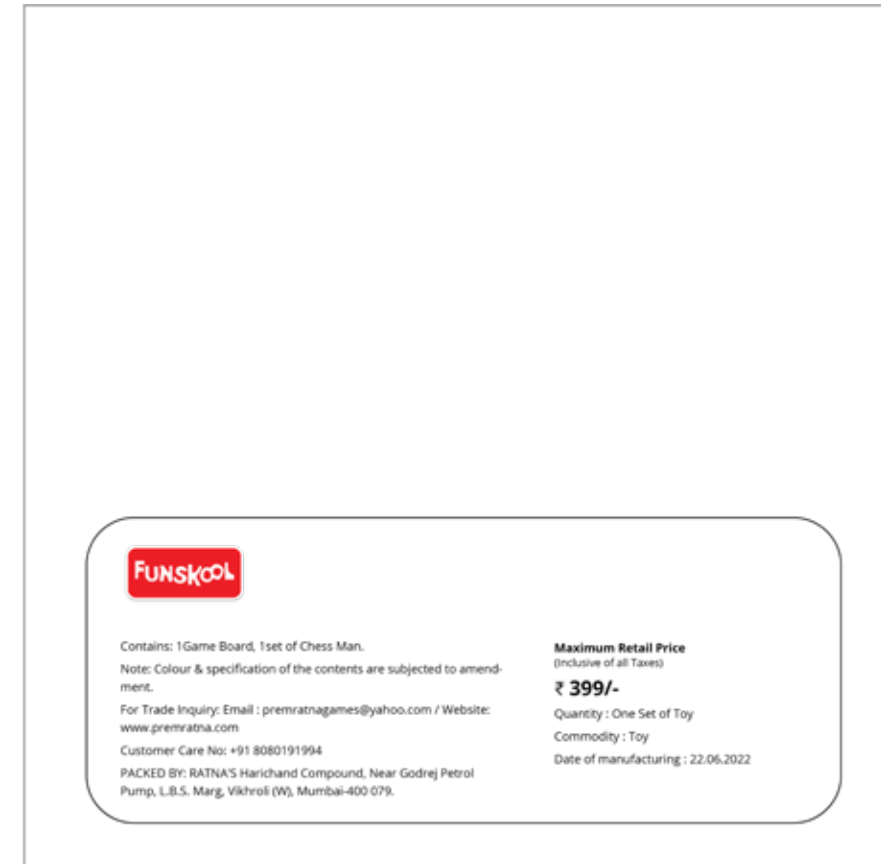 FUNSKOOL
Contains: 1Game Board, 1set of Chess Man.
Note: Colour & specification of the contents are subjected to amend-
ment.
For Trade Inquiry: Email : premratnagames@yahoo.com / Website:
www.premratna.com
Customer Care No: +91 8080191994
PACKED BY: RATNA'S Harichand Compound, Near Godrej Petrol
Pump, L.B.S. Marg, Vikhroli (W), Mumbai-400 079.
Maximum Retail Price
(Inclusive of all Taxes)
₹ 399/-
Quantity : One Set of Toy
Commodity : Toy
Date of manufacturing : 22.06.2022